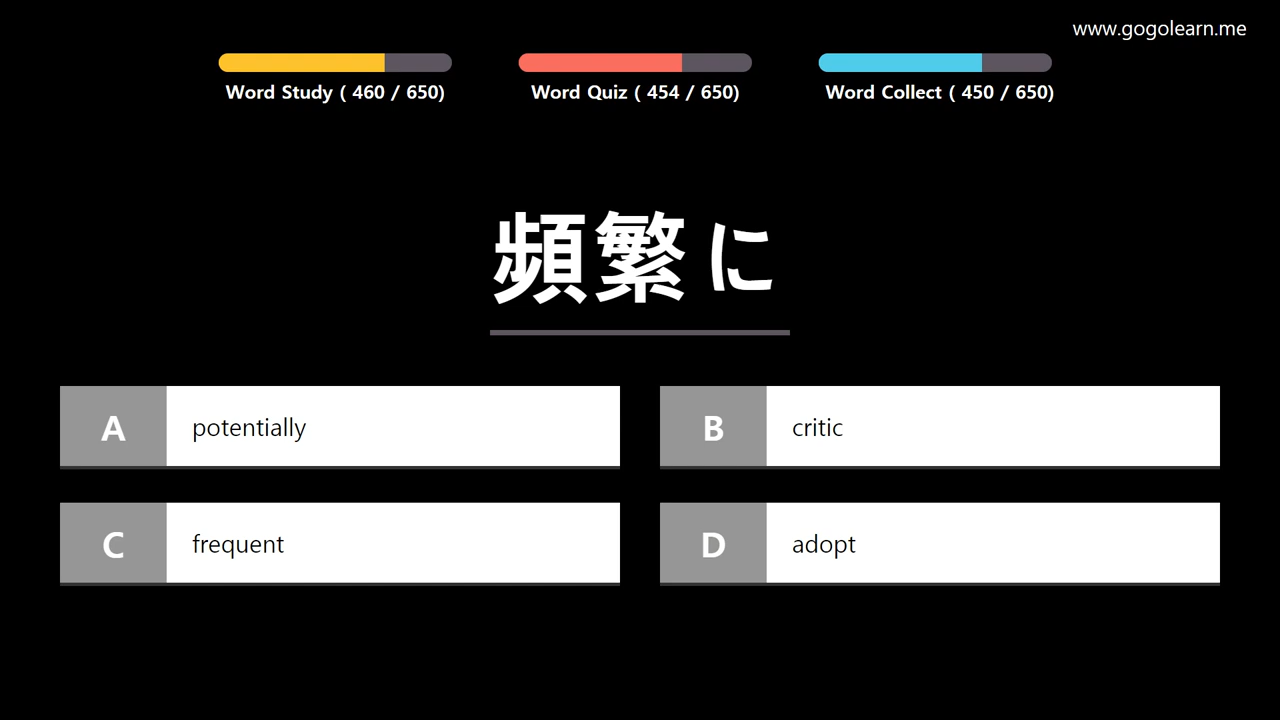 www.gogolearn.me
Word Study ( 460 / 650)
Word Quiz ( 454 / 650)
Word Collect ( 450 / 650)
頻繁に
A potentially
B critic
C frequent
D adopt